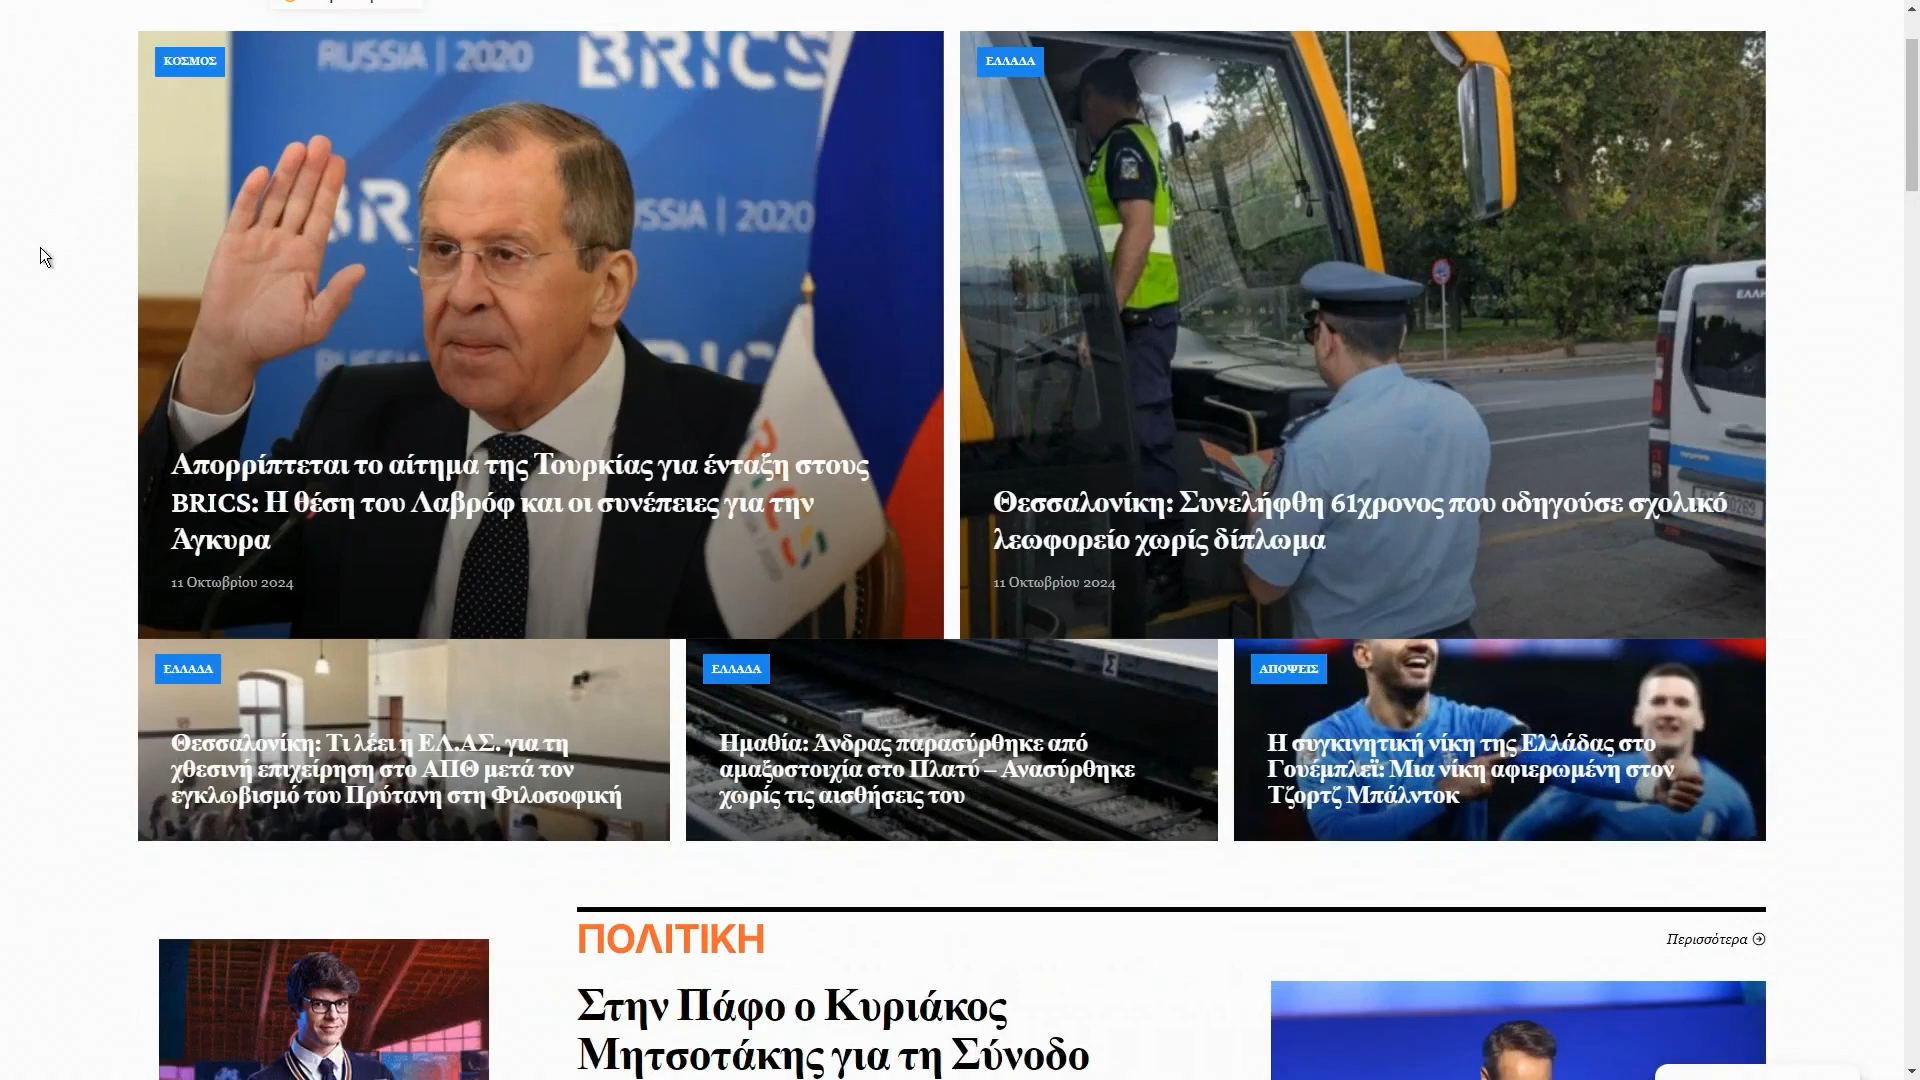 ΚΟΣΜΟΣ
RUSSIA | 2020
BRICS
Απορρίπτεται το αίτημα της Τουρκίας για ένταξη στους
BRICS: Η θέση του Λαβρόφ και οι συνέπειες για την
Άγκυρα
11 Οκτωβρίου 2024
ΕΛΛΑΔΑ
Θεσσαλονίκη: Συνελήφθη 61χρονος που οδηγούσε σχολικό
λεωφορείο χωρίς δίπλωμα
11 Οκτωβρίου 2024
ΕΛΛΑΔΑ
Θεσσαλονίκη: Τι λέει η ΕΛ.ΑΣ. για τη
χθεσινή επιχείρηση στο ΑΠΘ μετά τον
εγκλωβισμό του Πρύτανη στη Φιλοσοφική
ΕΛΛΑΔΑ
Σ
Ημαθία: Άνδρας παρασύρθηκε από
αμαξοστοιχία στο Πλατύ – Ανασύρθηκε
χωρίς τις αισθήσεις του
ΑΠΟΨΕΙΣ
Η συγκινητική νίκη της Ελλάδας στο
Γουέμπλεϊ: Μια νίκη αφιερωμένη στον
Τζορτζ Μπάλντοκ
ΠΟΛΙΤΙΚΗ
Περισσότερα
Στην Πάφο ο Κυριάκος
Μητσοτάκης για τη Σύνοδο